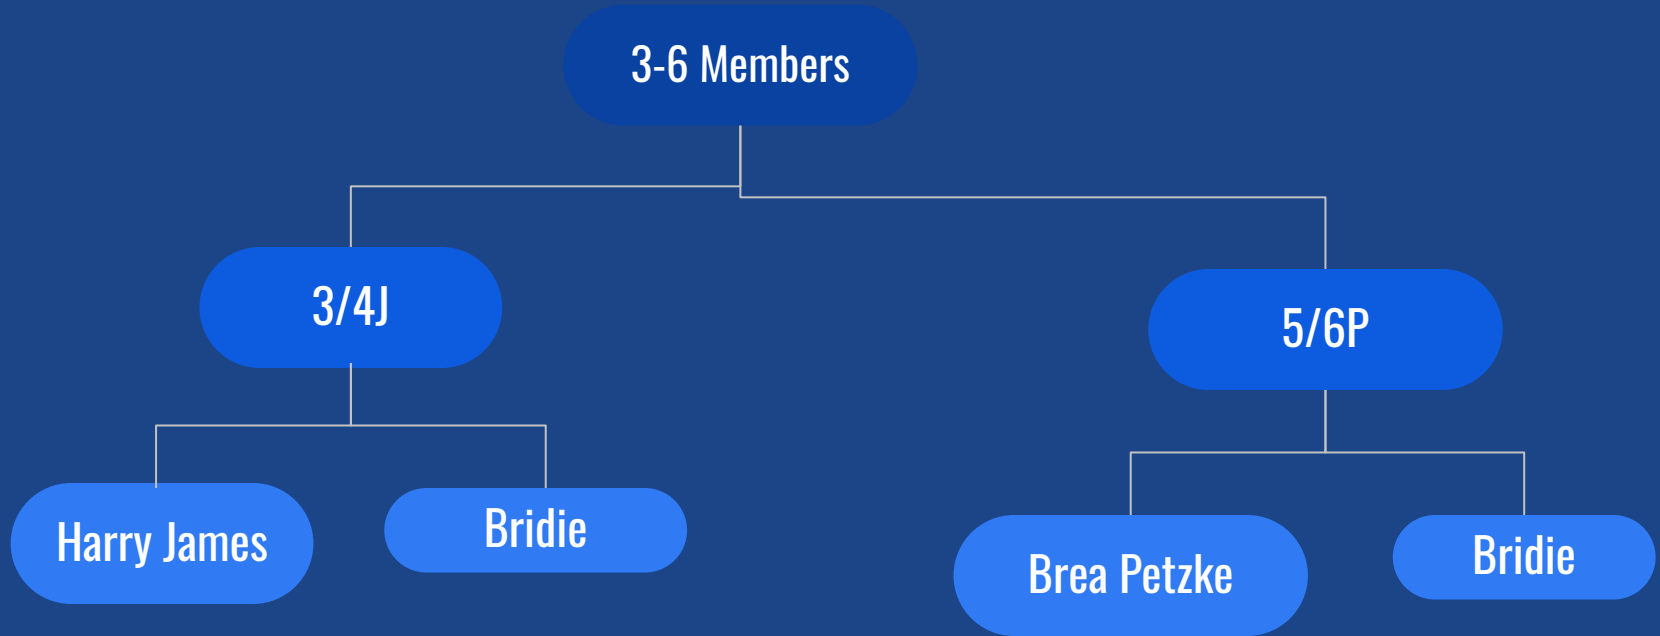 3-6 Members
3/4J
5/6P
Harry James
Bridie
Brea Petzke
Bridie